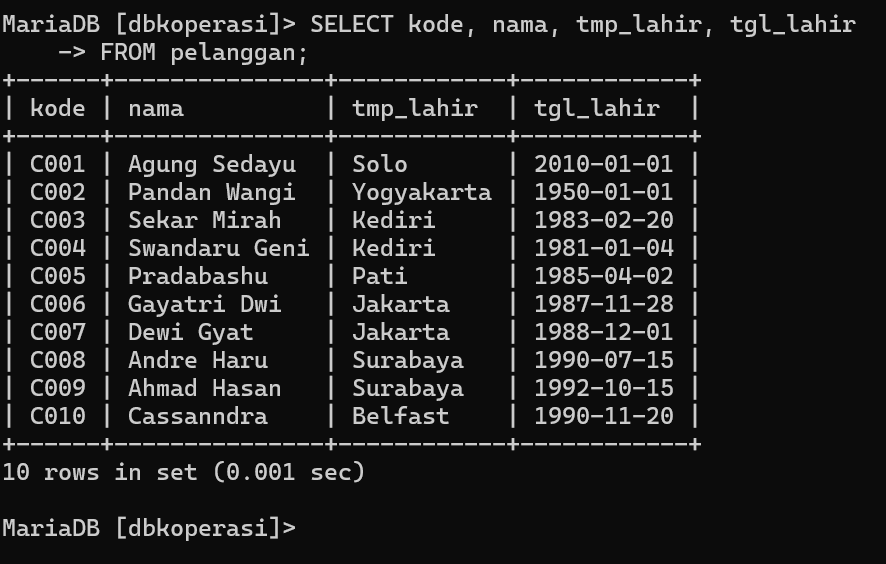 MariaDB [dbkoperasi]> SELECT kode, nama, tmp_lahir, tgl_lahir
    -> FROM pelanggan;
+------+---------------+------------+------------+
| kode | nama          | tmp_lahir  | tgl_lahir  |
+------+---------------+------------+------------+
| C001 | Agung Sedayu  | Solo       | 2010-01-01 |
| C002 | Pandan Wangi  | Yogyakarta | 1950-01-01 |
| C003 | Sekar Mirah   | Kediri     | 1983-02-20 |
| C004 | Swandaru Geni | Kediri     | 1981-01-04 |
| C005 | Pradabashu    | Pati       | 1985-04-02 |
| C006 | Gayatri Dwi   | Jakarta    | 1987-11-28 |
| C007 | Dewi Gyat     | Jakarta    | 1988-12-01 |
| C008 | Andre Haru    | Surabaya   | 1990-07-15 |
| C009 | Ahmad Hasan   | Surabaya   | 1992-10-15 |
| C010 | Cassanndra    | Belfast    | 1990-11-20 |
+------+---------------+------------+------------+
10 rows in set (0.001 sec)
MariaDB [dbkoperasi]>